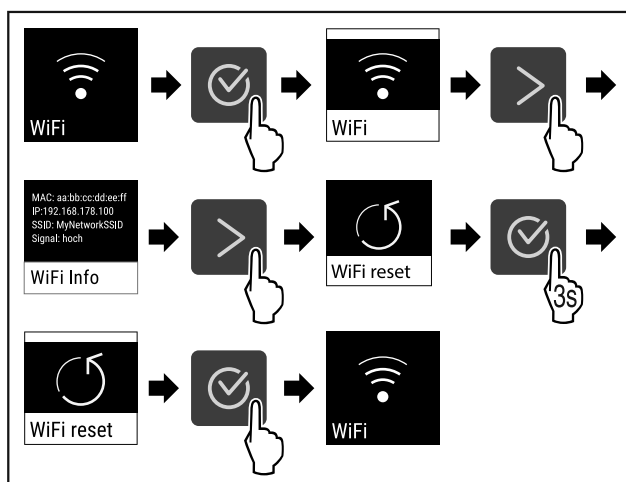 WiFi
WiFi
MAC: aa:bb:cc:dd:ee:ff
IP:192.168.178.100
SSID: MyNetworkSSID
Signal: hoch
WiFi Info
WiFi reset
3s
WiFi reset
WiFi